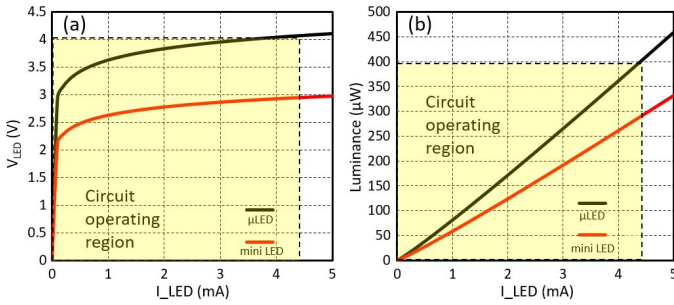 (a)
4.5
4
3.5
3
2.5
2
1.5
1
0.5
0
V_LED (V)
Circuit
operating
region
µLED
mini LED
0 1 2 3 4 5
I_LED (mA)
(b)
500
450
400
350
300
250
200
150
100
50
0
Luminance (µW)
Circuit
operating
region
µLED
mini LED
0 1 2 3 4 5
I_LED (mA)